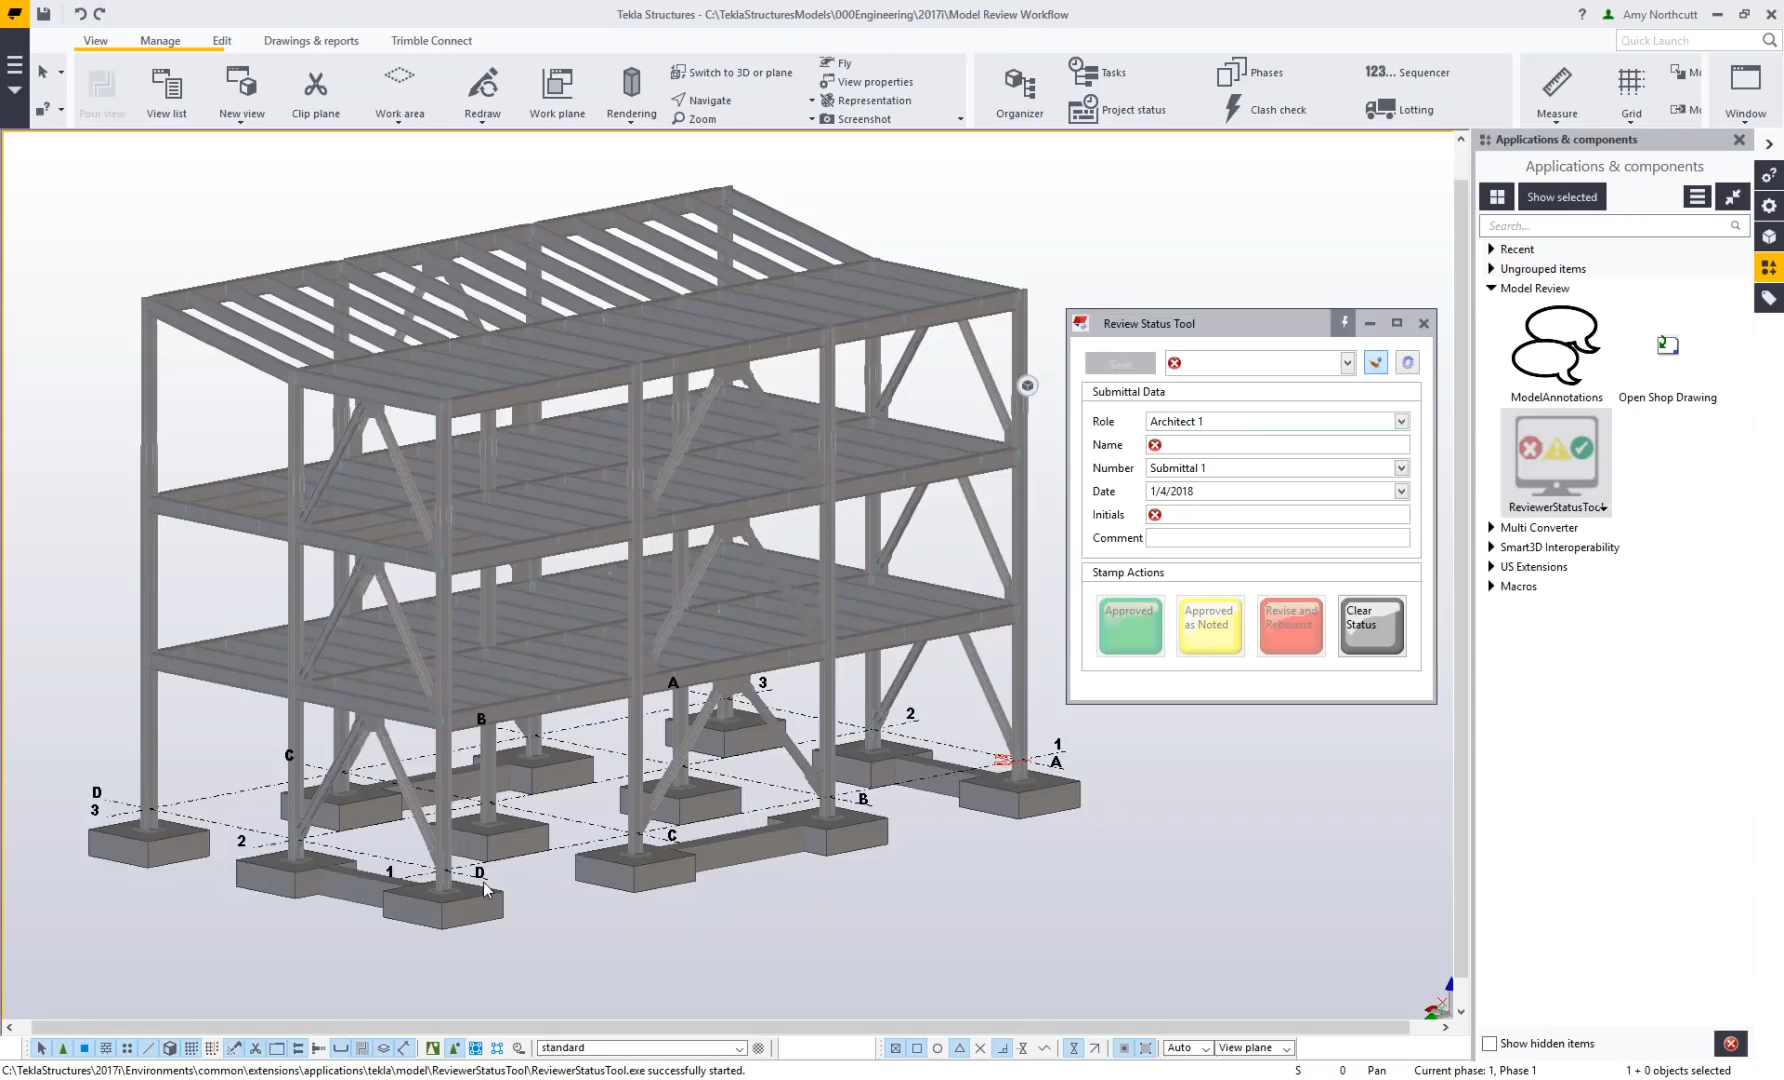 Tekla Structures - C:\TeklaStructuresModels\000Engineering\2017i\Model Review Workflow
? Amy Northcutt
View Manage Edit Drawings & reports Trimble Connect
Quick Launch
Pour view
View list
New view
Clip plane
Work area
Redraw
Work plane
Rendering
Switch to 3D or plane
Navigate
Zoom
Fly
View properties
Representation
Screenshot
Organizer
Tasks
Project status
Phases
Clash check
123... Sequencer
Lotting
Measure
Grid
Mo
Mo
Window
Applications & components
Applications & components
Show selected
Search...
Recent
Ungrouped items
Model Review
ModelAnnotations
Open Shop Drawing
ReviewerStatusTool
Multi Converter
Smart3D Interoperability
US Extensions
Macros
Show hidden items
Review Status Tool
Save
Submittal Data
Role Architect 1
Name
Number Submittal 1
Date 1/4/2018
Initials
Comment
Stamp Actions
Approved
Approved as Noted
Revise and Resubmit
Clear Status
A 3
B 2
C 1
A
D
3
B
2 C
1 D
standard
Auto
View plane
C:\TeklaStructures\2017i\Environments\common\extensions\applications\tekla\model\ReviewerStatusTool\ReviewerStatusTool.exe successfully started.
S 0 Pan Current phase: 1, Phase 1 1 + 0 objects selected